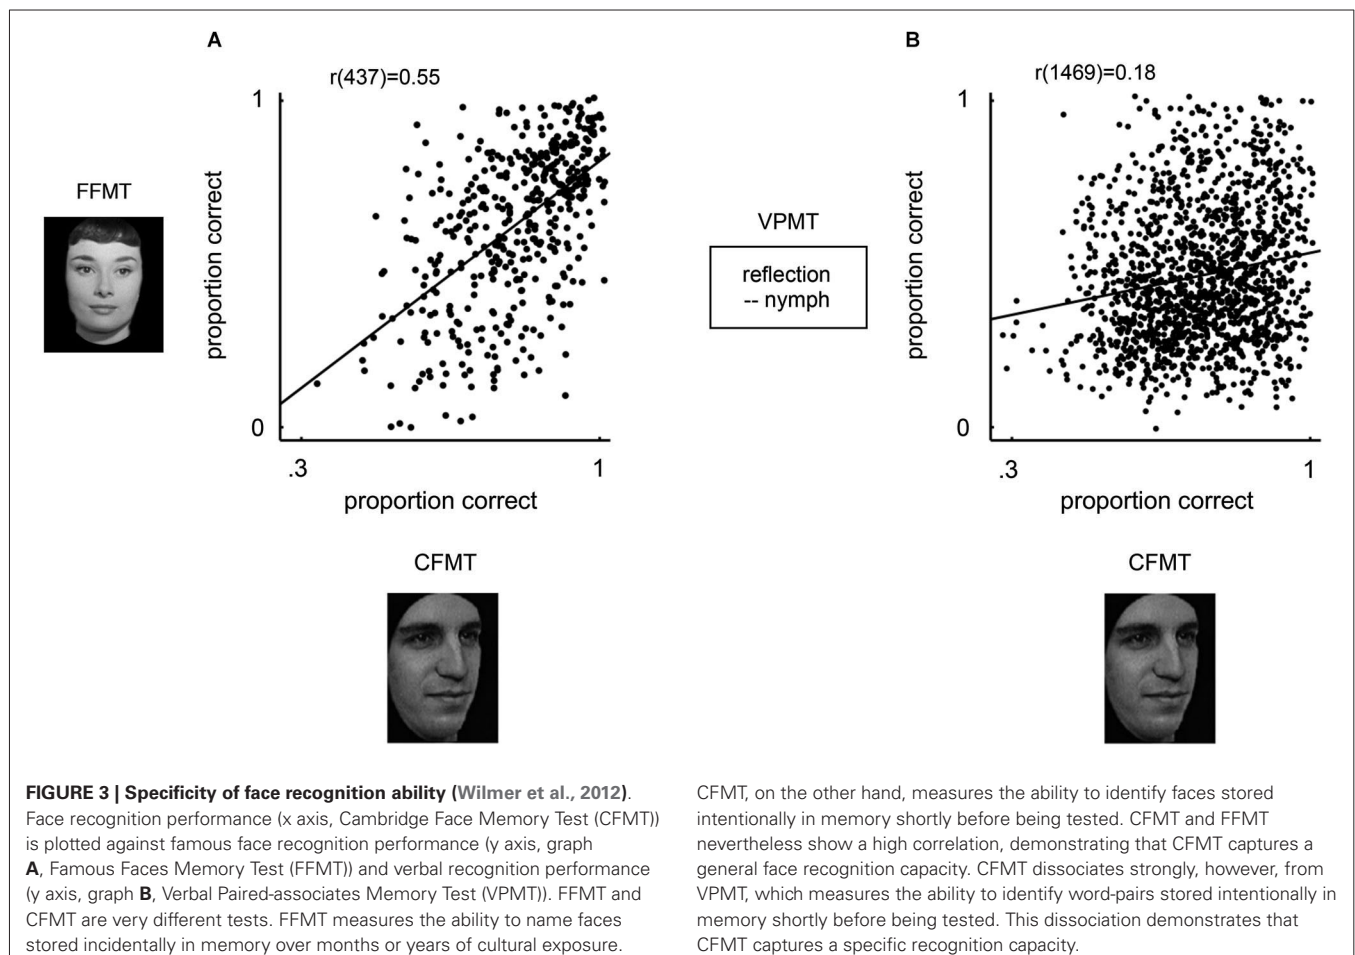 A
r(437)=0.55
1
FFMT
proportion correct
0
.3
1
proportion correct
CFMT
B
r(1469)=0.18
1
VPMT
reflection
-- nymph
proportion correct
0
.3
1
proportion correct
CFMT
FIGURE 3 | Specificity of face recognition ability (Wilmer et al., 2012).
Face recognition performance (x axis, Cambridge Face Memory Test (CFMT))
is plotted against famous face recognition performance (y axis, graph
A, Famous Faces Memory Test (FFMT)) and verbal recognition performance
(y axis, graph B, Verbal Paired-associates Memory Test (VPMT)). FFMT and
CFMT are very different tests. FFMT measures the ability to name faces
stored incidentally in memory over months or years of cultural exposure.
CFMT, on the other hand, measures the ability to identify faces stored
intentionally in memory shortly before being tested. CFMT and FFMT
nevertheless show a high correlation, demonstrating that CFMT captures a
general face recognition capacity. CFMT dissociates strongly, however, from
VPMT, which measures the ability to identify word-pairs stored intentionally in
memory shortly before being tested. This dissociation demonstrates that
CFMT captures a specific recognition capacity.